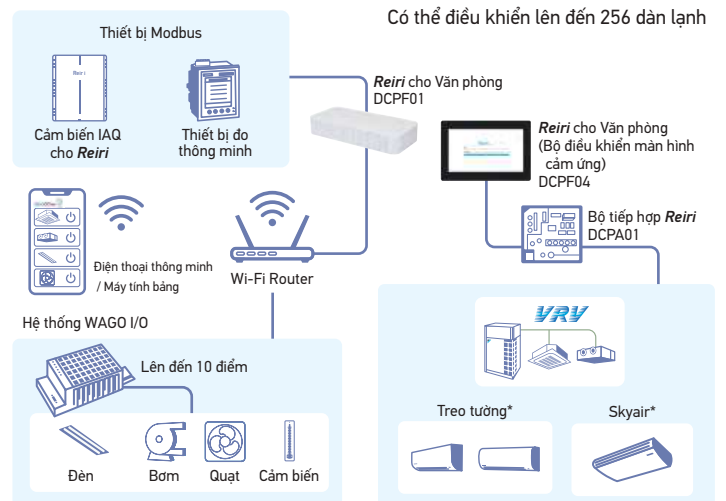 Có thể điều khiển lên đến 256 dàn lạnh
Thiết bị Modbus
Reiri
Cảm biến IAQ
cho Reiri
Thiết bị đo
thông minh
Reiri cho Văn phòng
DCPF01
Reiri cho Văn phòng
(Bộ điều khiển màn hình
cảm ứng)
DCPF04
Bộ tiếp hợp Reiri
DCPA01
Điện thoại thông minh
/ Máy tính bảng
Wi-Fi Router
Hệ thống WAGO I/O
Lên đến 10 điểm
Đèn
Bơm
Quạt
Cảm biến
VRV
Treo tường*
Skyair*